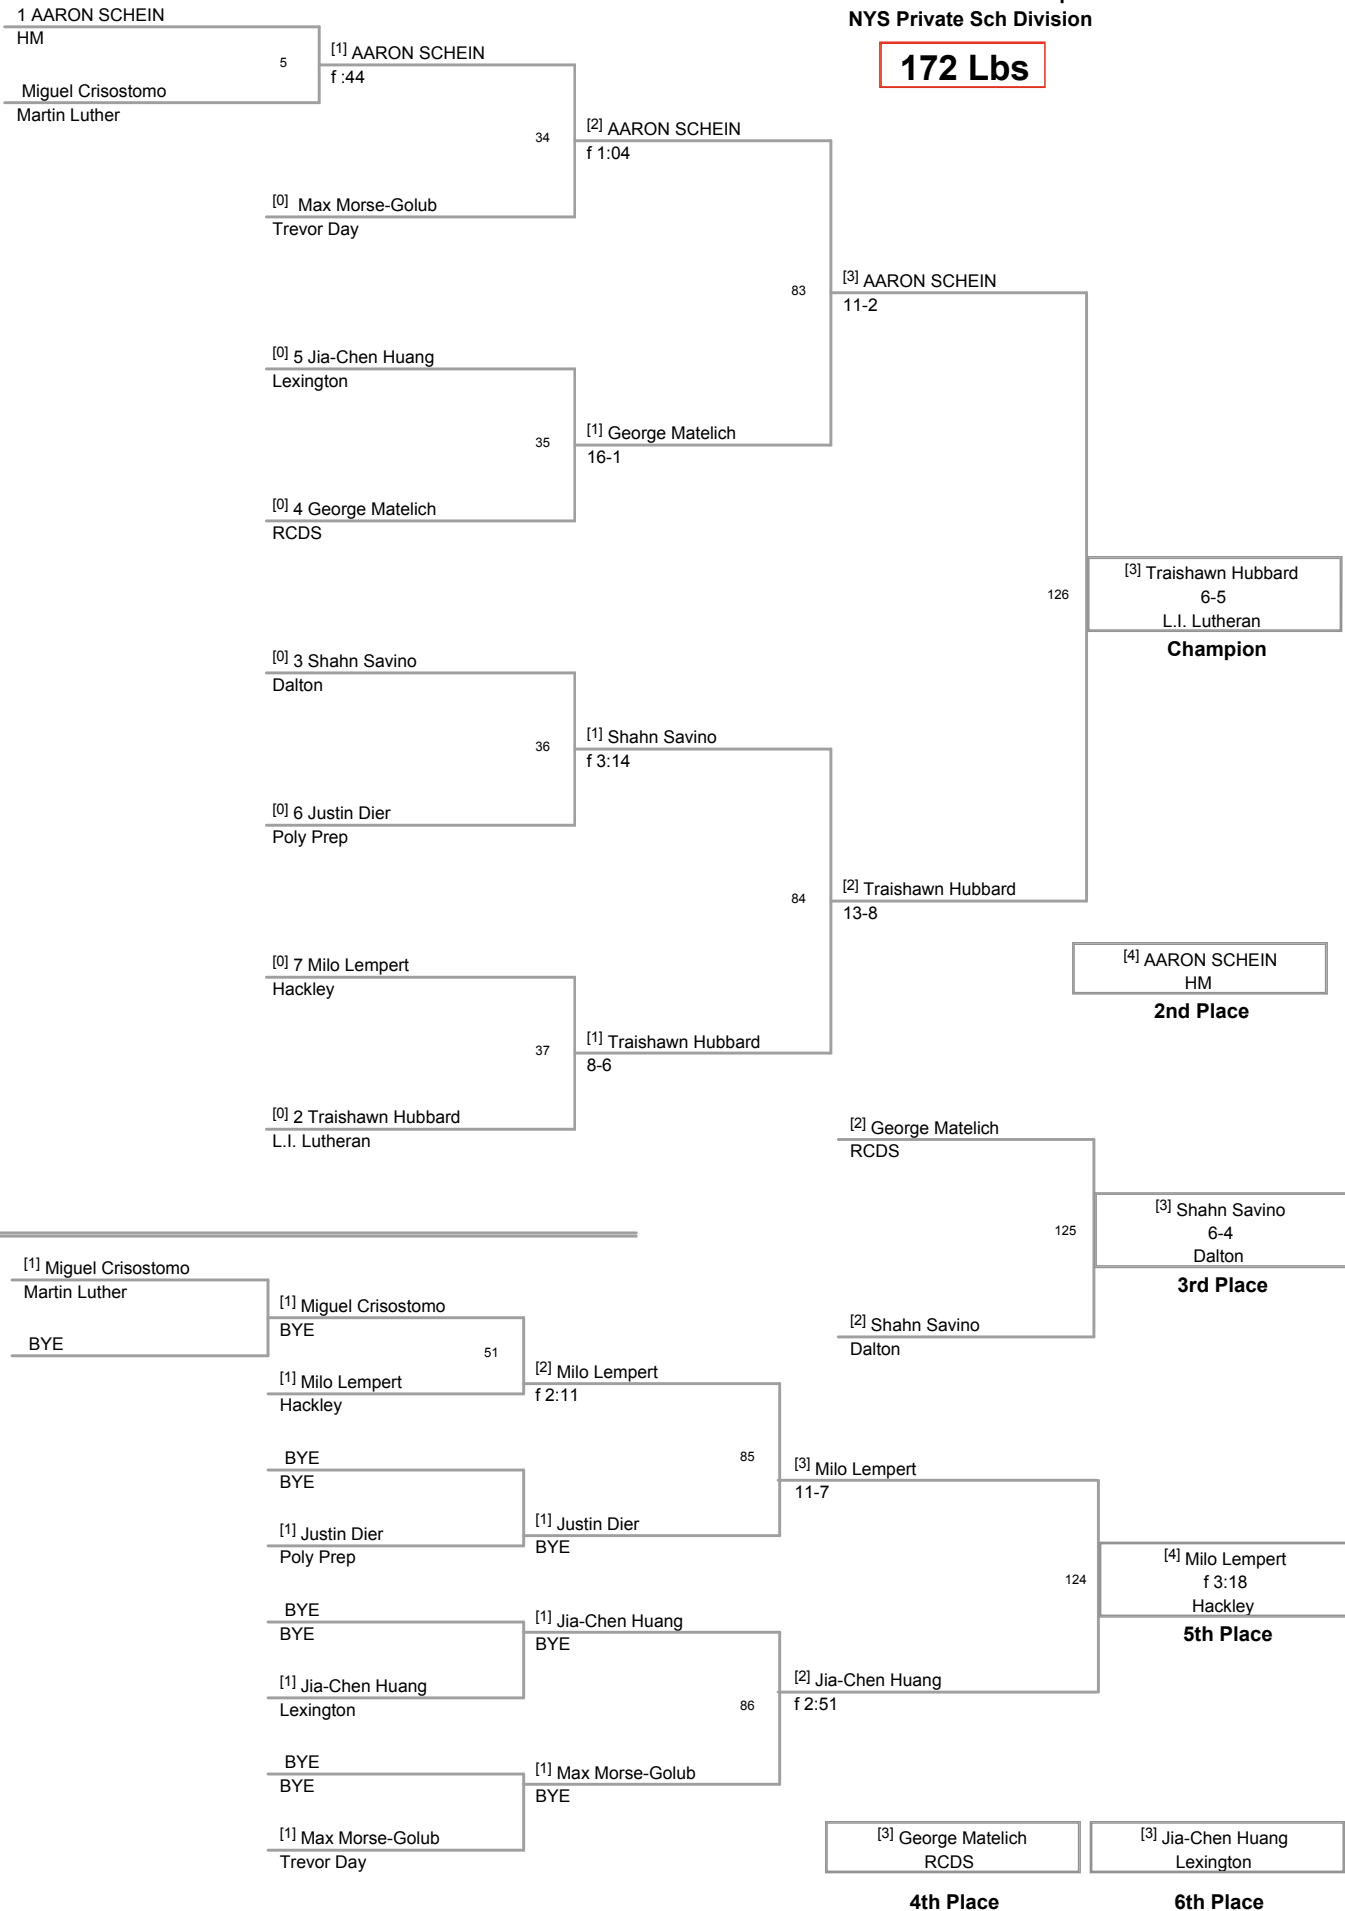 NYS Private Sch Division
172 Lbs
1 AARON SCHEIN
HM
5
Miguel Crisostomo
Martin Luther
[1] AARON SCHEIN
f :44
34
[0] Max Morse-Golub
Trevor Day
[2] AARON SCHEIN
f 1:04
83
[0] 5 Jia-Chen Huang
Lexington
35
[0] 4 George Matelich
RCDS
[1] George Matelich
16-1
[3] AARON SCHEIN
11-2
126
[0] 3 Shahn Savino
Dalton
36
[0] 6 Justin Dier
Poly Prep
[1] Shahn Savino
f 3:14
84
[0] 7 Milo Lempert
Hackley
37
[0] 2 Traishawn Hubbard
L.I. Lutheran
[1] Traishawn Hubbard
8-6
[2] Traishawn Hubbard
13-8
[3] Traishawn Hubbard
6-5
L.I. Lutheran
Champion
[4] AARON SCHEIN
HM
2nd Place
[2] George Matelich
RCDS
125
[2] Shahn Savino
Dalton
[3] Shahn Savino
6-4
Dalton
3rd Place
[1] Miguel Crisostomo
Martin Luther
BYE
[1] Miguel Crisostomo
BYE
51
[1] Milo Lempert
Hackley
[2] Milo Lempert
f 2:11
85
BYE
BYE
[1] Justin Dier
Poly Prep
[1] Justin Dier
BYE
[3] Milo Lempert
11-7
124
BYE
BYE
[1] Jia-Chen Huang
Lexington
[1] Jia-Chen Huang
BYE
86
BYE
BYE
[1] Max Morse-Golub
Trevor Day
[1] Max Morse-Golub
BYE
[2] Jia-Chen Huang
f 2:51
[4] Milo Lempert
f 3:18
Hackley
5th Place
[3] George Matelich
RCDS
4th Place
[3] Jia-Chen Huang
Lexington
6th Place